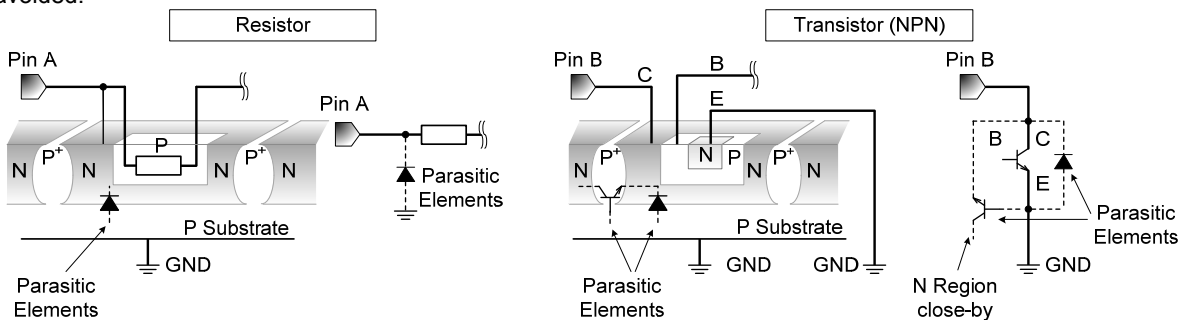 avoided.
Resistor
Pin A
N P+ N P N P+ N
P Substrate
GND
Parasitic
Elements
Pin A
Parasitic
Elements
Transistor (NPN)
Pin B
C
B
E
N P+ N P N P+ N
P Substrate
GND
GND
Parasitic
Elements
Pin B
B
C
E
Parasitic
Elements
GND
N Region
close-by